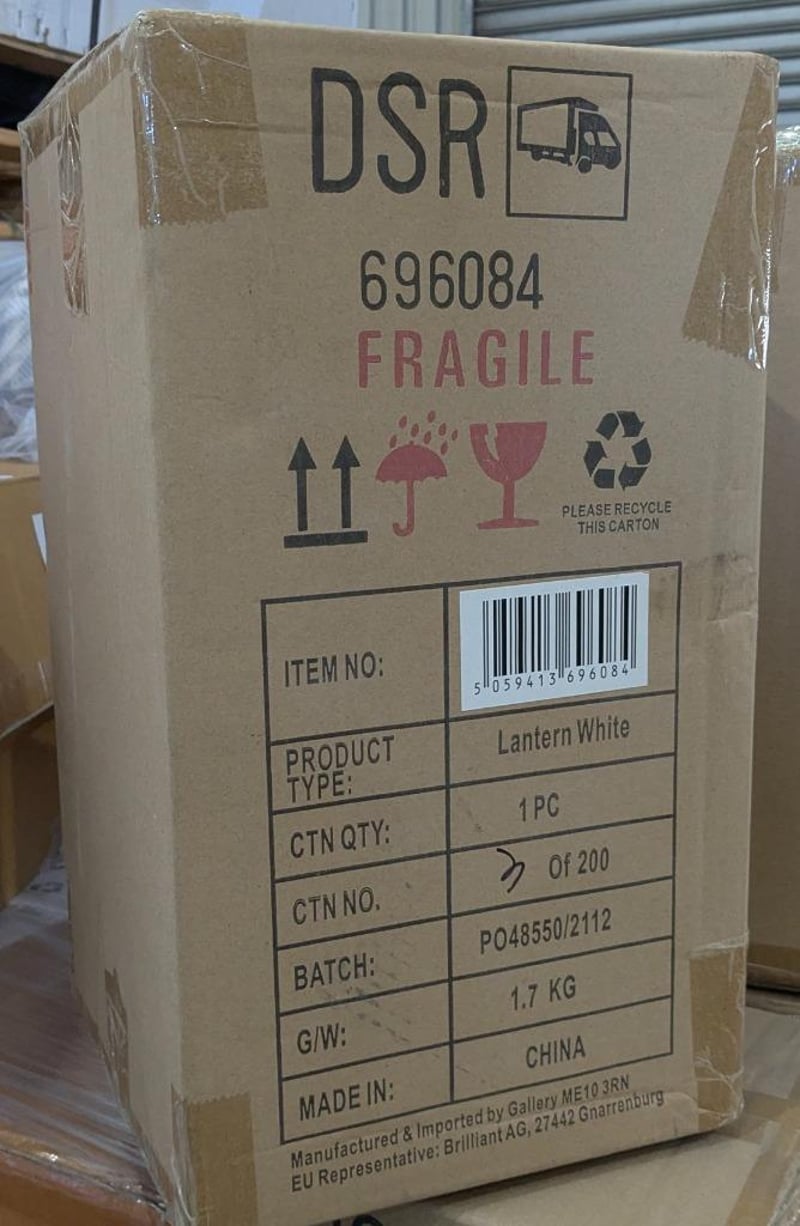 DSR
696084
FRAGILE
PLEASE RECYCLE
THIS CARTON
ITEM NO:
5 059413 696084
PRODUCT
TYPE:
Lantern White
CTN QTY:
1 PC
CTN NO.
3 Of 200
BATCH:
PO48550/2112
G/W:
1.7 KG
MADE IN:
CHINA
Manufactured & Imported by Gallery ME10 3RN
EU Representative: Brilliant AG, 27442 Gnarrenburg